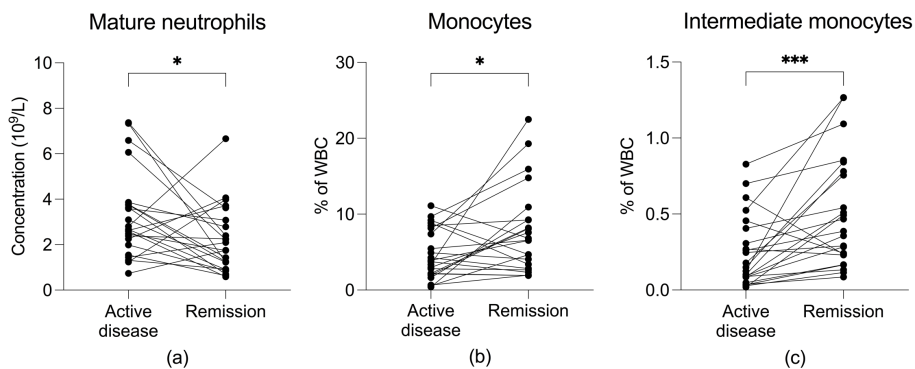 Mature neutrophils
*
Concentration (10⁹/L)
10
8
6
4
2
0
Active
disease
Remission
(a)
Monocytes
*
% of WBC
30
20
10
0
Active
disease
Remission
(b)
Intermediate monocytes
***
% of WBC
1.5
1.0
0.5
0.0
Active
disease
Remission
(c)